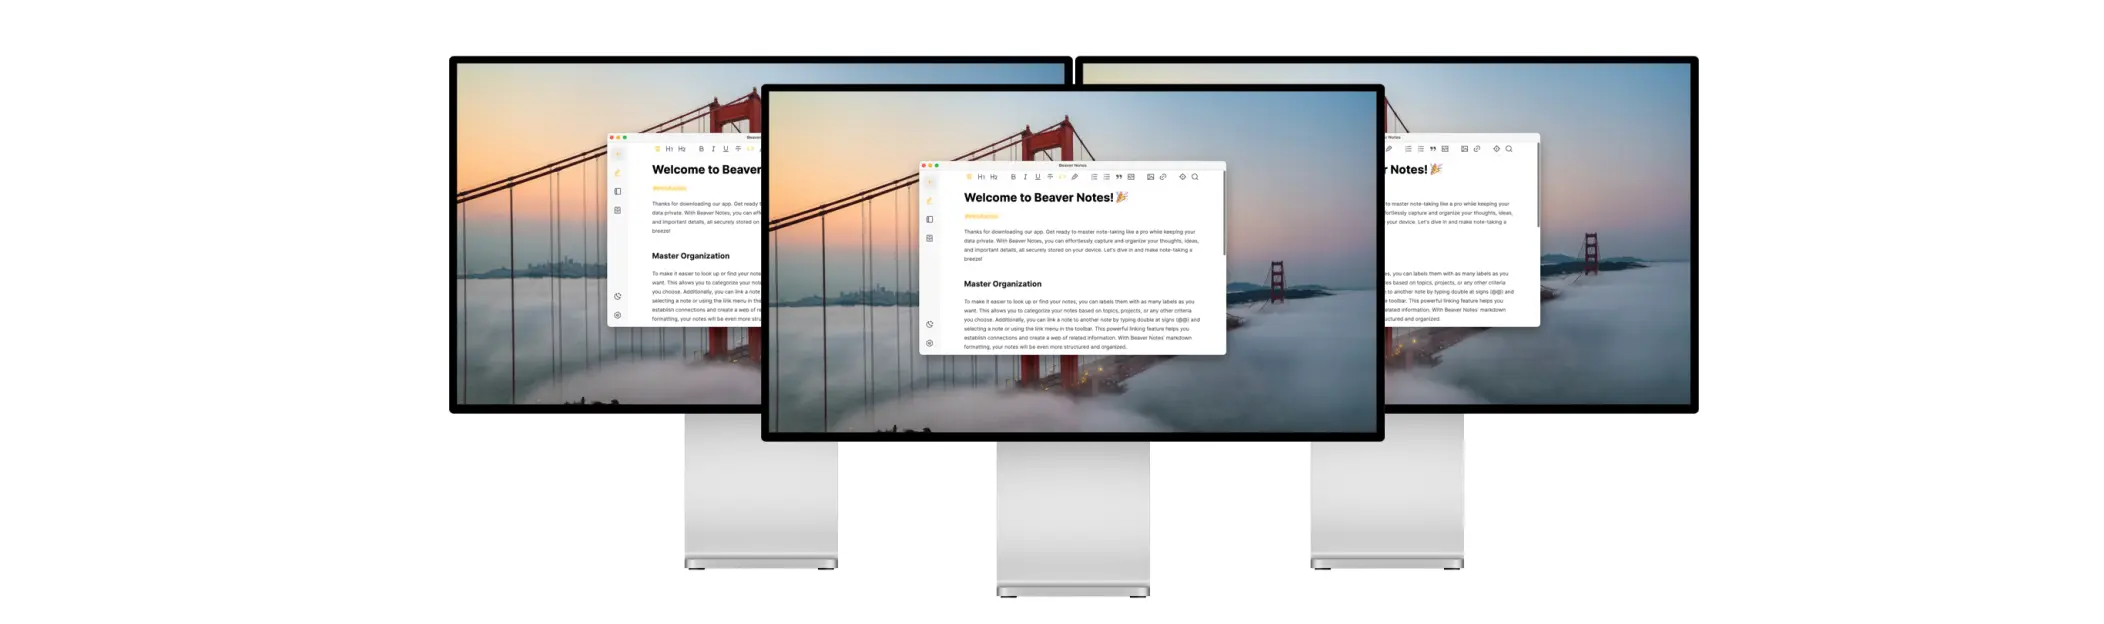 Beaver
H1 H2 B I U
Welcome to Beaver
#Introduction
Thanks for downloading our app. Get ready t
data private. With Beaver Notes, you can eff
and important details, all securely stored on
breeze!
Master Organization
To make it easier to look up or find your note
want. This allows you to categorize your notes
you choose. Additionally, you can link a note
selecting a note or using the link menu in the
establish connections and create a web of re
formatting, your notes will be even more struc
Beaver Notes
H1 H2 B I U
Welcome to Beaver Notes! 🎉
#Introduction
Thanks for downloading our app. Get ready to master note-taking like a pro while keeping your
data private. With Beaver Notes, you can effortlessly capture and organize your thoughts, ideas,
and important details, all securely stored on your device. Let's dive in and make note-taking a
breeze!
Master Organization
To make it easier to look up or find your notes, you can labels them with as many labels as you
want. This allows you to categorize your notes based on topics, projects, or any other criteria
you choose. Additionally, you can link a note to another note by typing double at signs (@@) and
selecting a note or using the link menu in the toolbar. This powerful linking feature helps you
establish connections and create a web of related information. With Beaver Notes' markdown
formatting, your notes will be even more structured and organized.
r Notes
r Notes! 🎉
to master note-taking like a pro while keeping your
fortlessly capture and organize your thoughts, ideas,
your device. Let's dive in and make note-taking a
es, you can labels them with as many labels as you
es based on topics, projects, or any other criteria
to another note by typing double at signs (@@) and
e toolbar. This powerful linking feature helps you
elated information. With Beaver Notes' markdown
uctured and organized.